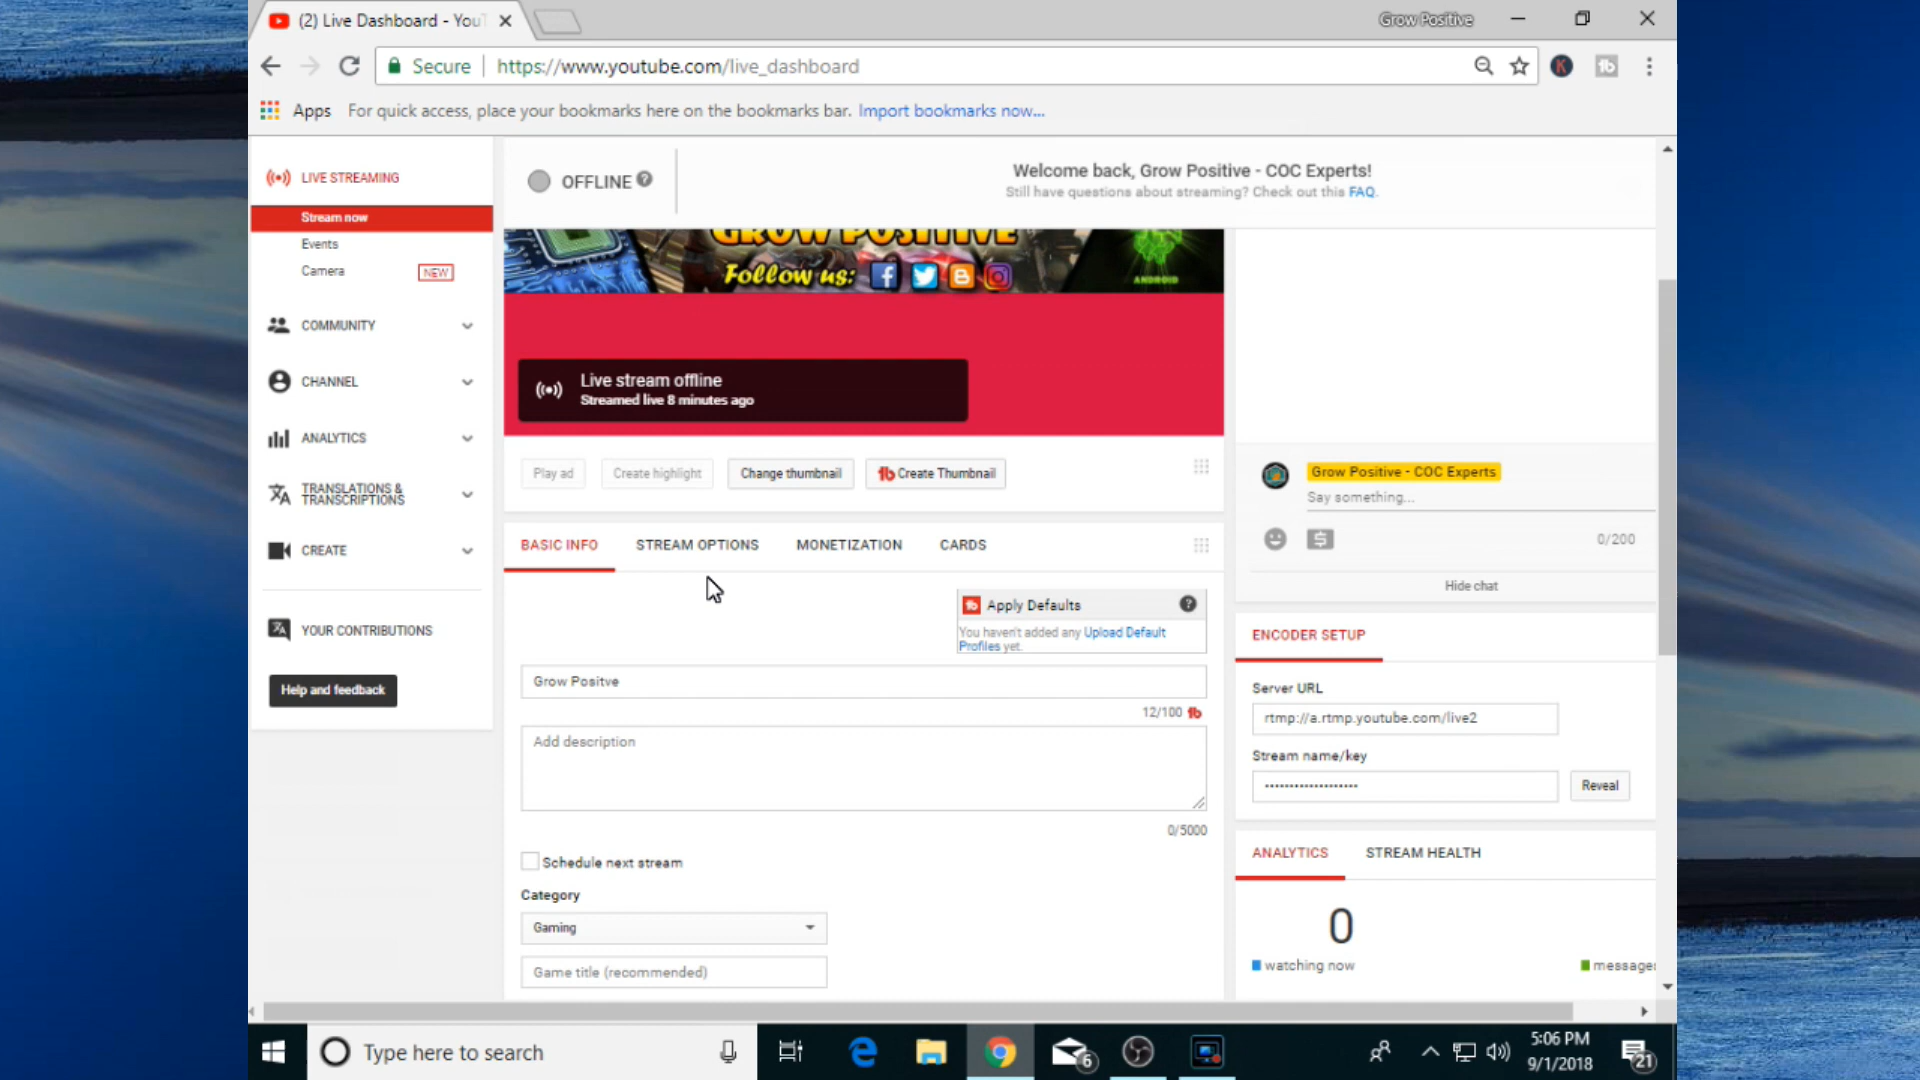 (2) Live Dashboard - YouT
Grow Positive
Secure
https://www.youtube.com/live_dashboard
Apps
For quick access, place your bookmarks here on the bookmarks bar. Import bookmarks now...
LIVE STREAMING
Stream now
Events
Camera NEW
COMMUNITY
CHANNEL
ANALYTICS
TRANSLATIONS &
TRANSCRIPTIONS
CREATE
YOUR CONTRIBUTIONS
Help and feedback
OFFLINE
Welcome back, Grow Positive - COC Experts!
Still have questions about streaming? Check out this FAQ.
GROW POSITIVE
Follow us:
ANDROID
Live stream offline
Streamed live 8 minutes ago
Play ad
Create highlight
Change thumbnail
Create Thumbnail
BASIC INFO
STREAM OPTIONS
MONETIZATION
CARDS
Apply Defaults
You haven't added any Upload Default
Profiles yet.
Grow Positve
12/100
Add description
0/5000
Schedule next stream
Category
Gaming
Game title (recommended)
Grow Positive - COC Experts
Say something...
0/200
Hide chat
ENCODER SETUP
Server URL
rtmp://a.rtmp.youtube.com/live2
Stream name/key
Reveal
ANALYTICS
STREAM HEALTH
0
watching now
message
Type here to search
6
5:06 PM
9/1/2018
21